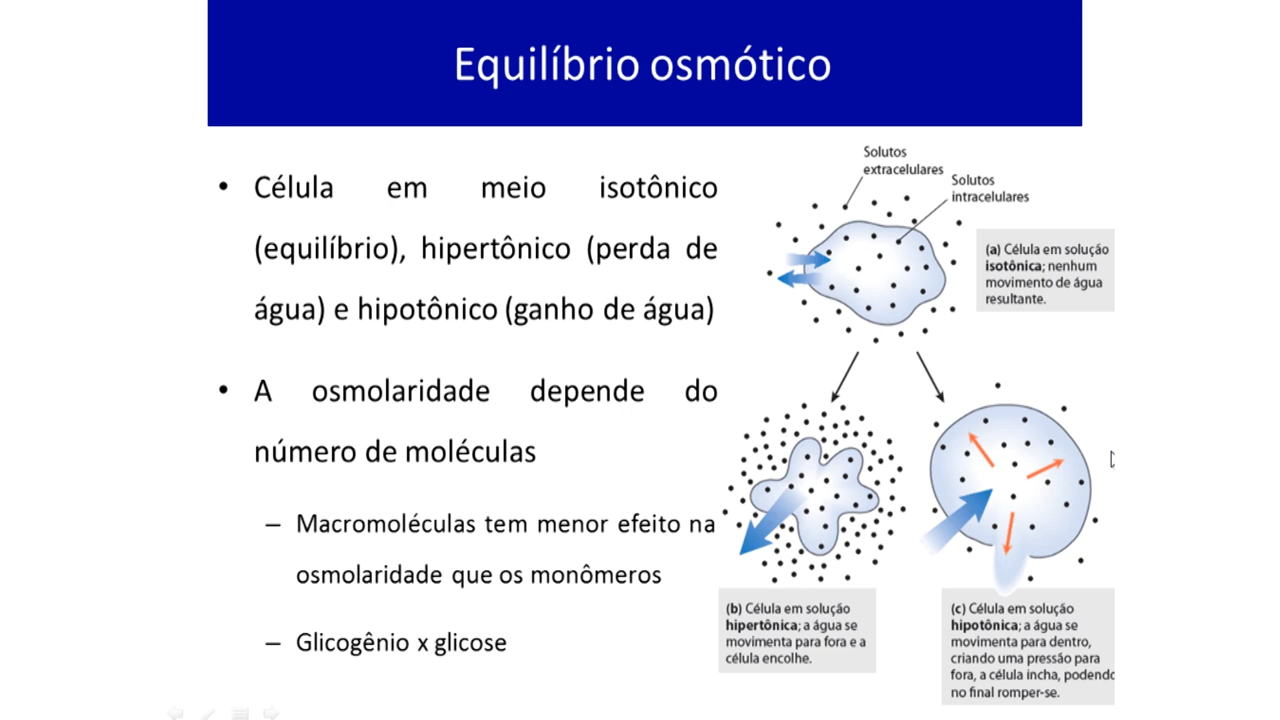 Equilíbrio osmótico
• Célula em meio isotônico
(equilíbrio), hipertônico (perda de
água) e hipotônico (ganho de água)
• A osmolaridade depende do
número de moléculas
– Macromoléculas tem menor efeito na
osmolaridade que os monômeros
– Glicogênio x glicose
Solutos
extracelulares
Solutos
intracelulares
(a) Célula em solução
isotônica; nenhum
movimento de água
resultante.
(b) Célula em solução
hipertônica; a água se
movimenta para fora e a
célula encolhe.
(c) Célula em solução
hipotônica; a água se
movimenta para dentro,
criando uma pressão para
fora, a célula incha, podendo
no final romper-se.